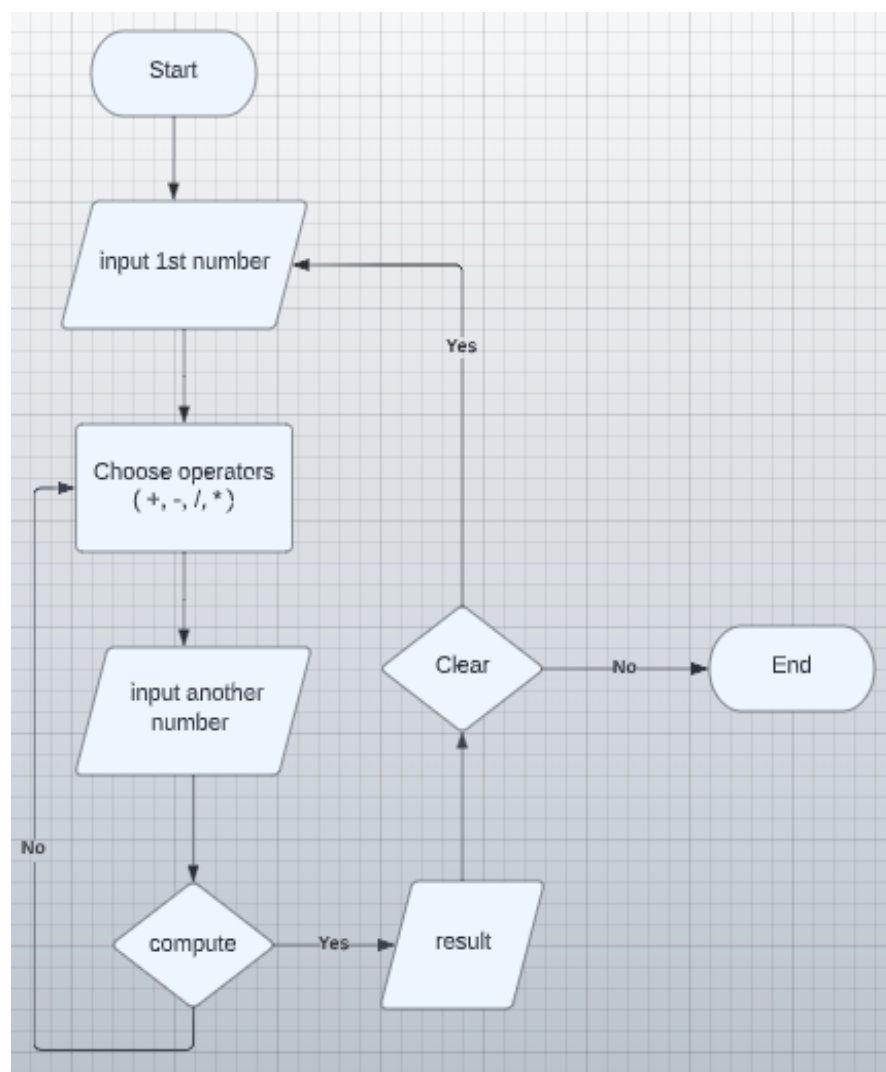 Start
input 1st number
Yes
Choose operators
( +, -, /, * )
Clear
No
End
input another
number
No
compute
Yes
result